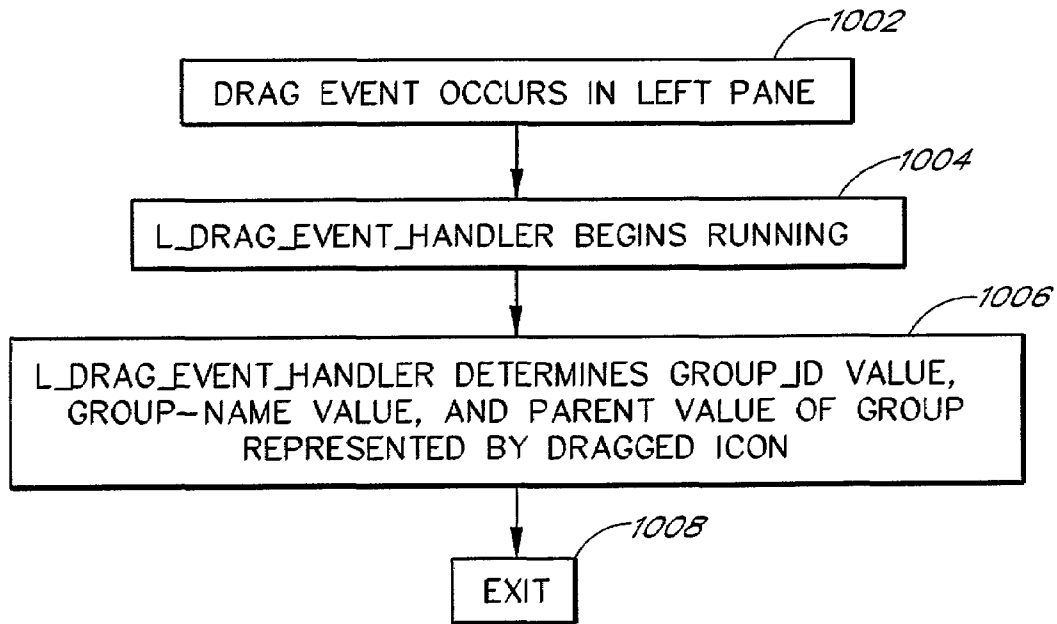 1002
DRAG EVENT OCCURS IN LEFT PANE
1004
L_DRAG_EVENT_HANDLER BEGINS RUNNING
1006
L_DRAG_EVENT_HANDLER DETERMINES GROUP_ID VALUE,
GROUP-NAME VALUE, AND PARENT VALUE OF GROUP
REPRESENTED BY DRAGGED ICON
1008
EXIT